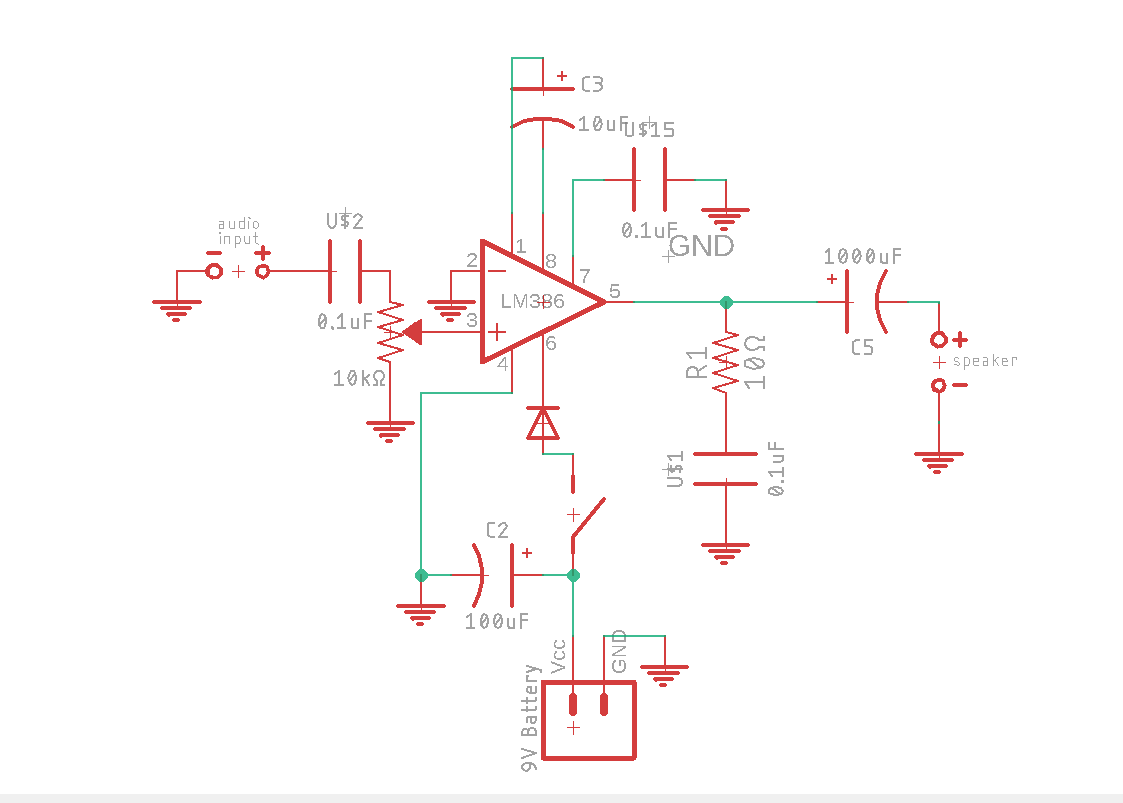 C3
10uF
U$15
0.1uF
GND
audio
input
U$2
0.1uF
10kΩ
1
2
8
7
LM386
5
3
6
4
1000uF
C5
speaker
R1
10Ω
U$1
0.1uF
C2
100uF
Vcc
GND
9V Battery